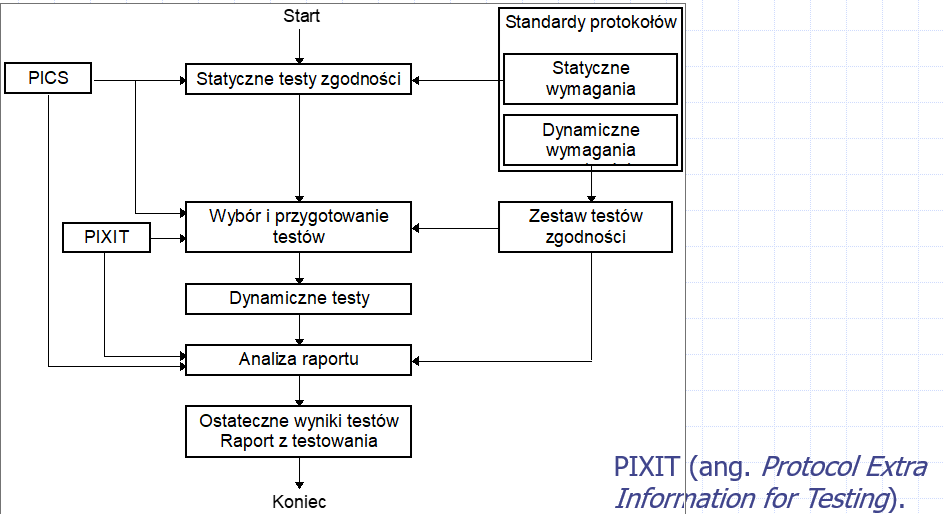 Start
Standardy protokołów
PICS
Statyczne testy zgodności
Statyczne
wymagania
Dynamiczne
wymagania
PIXIT
Wybór i przygotowanie
testów
Zestaw testów
zgodności
Dynamiczne testy
Analiza raportu
Ostateczne wyniki testów
Raport z testowania
Koniec
PIXIT (ang. Protocol Extra
Information for Testing).